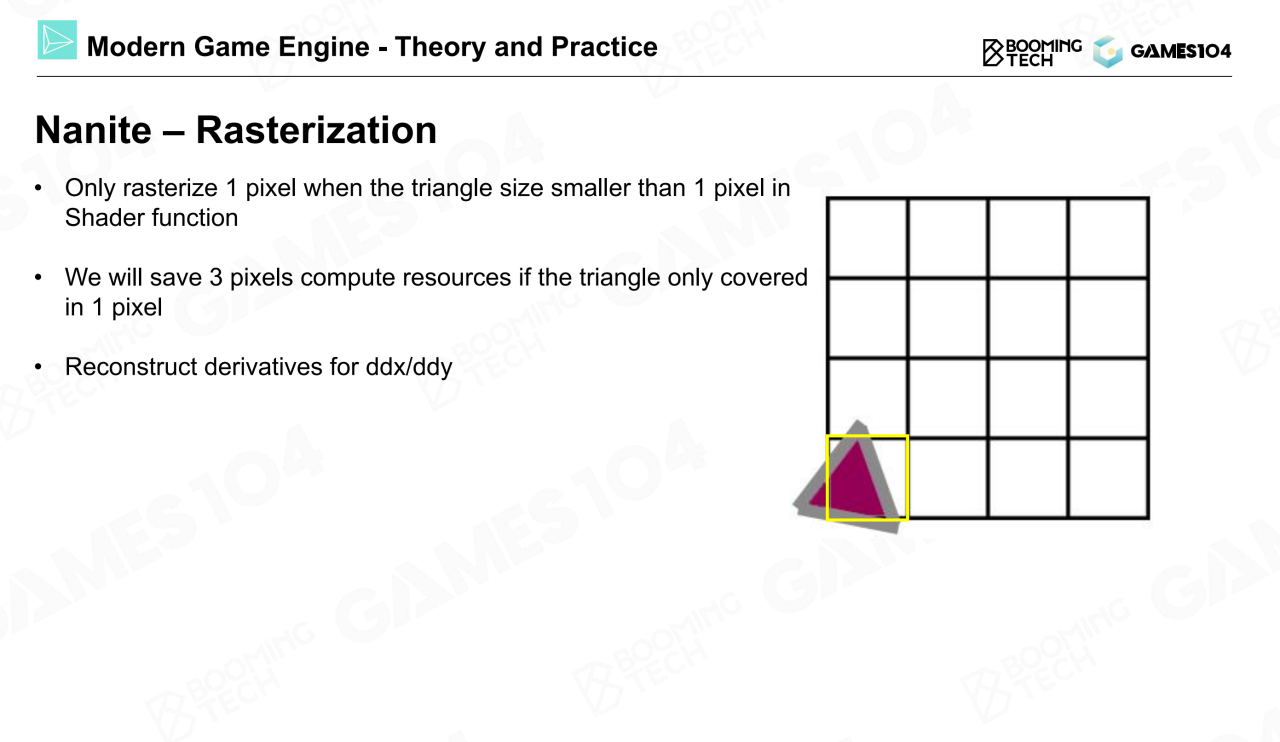 Modern Game Engine - Theory and Practice
BOOMING
TECH
GAMES104
Nanite – Rasterization
• Only rasterize 1 pixel when the triangle size smaller than 1 pixel in
Shader function
• We will save 3 pixels compute resources if the triangle only covered
in 1 pixel
• Reconstruct derivatives for ddx/ddy